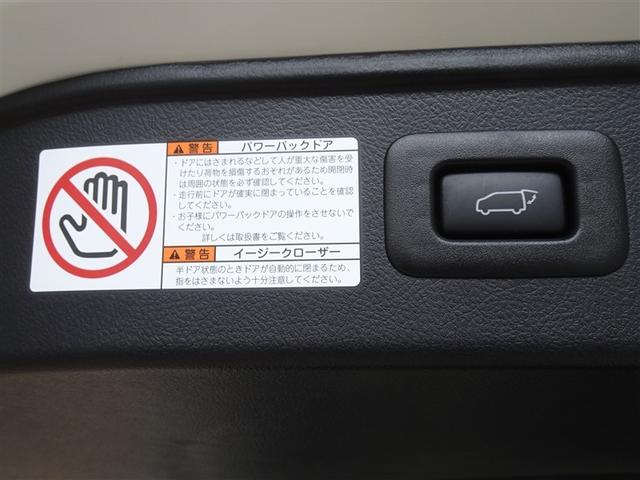 警告 パワーバックドア
・ドアにはさまれるなどして人が重大な傷害を受
けたり荷物を損傷するおそれがあるため開閉時
は周囲の状態を必ず確認してください。
・走行前にドアが確実に閉まっていることを確認
してください。
・お子様にパワーバックドアの操作をさせないで
ください。
詳しくは取扱書をご覧ください。
警告 イージークローザー
半ドア状態のときドアが自動的に閉まるため、
指をはさまないよう十分注意してください。